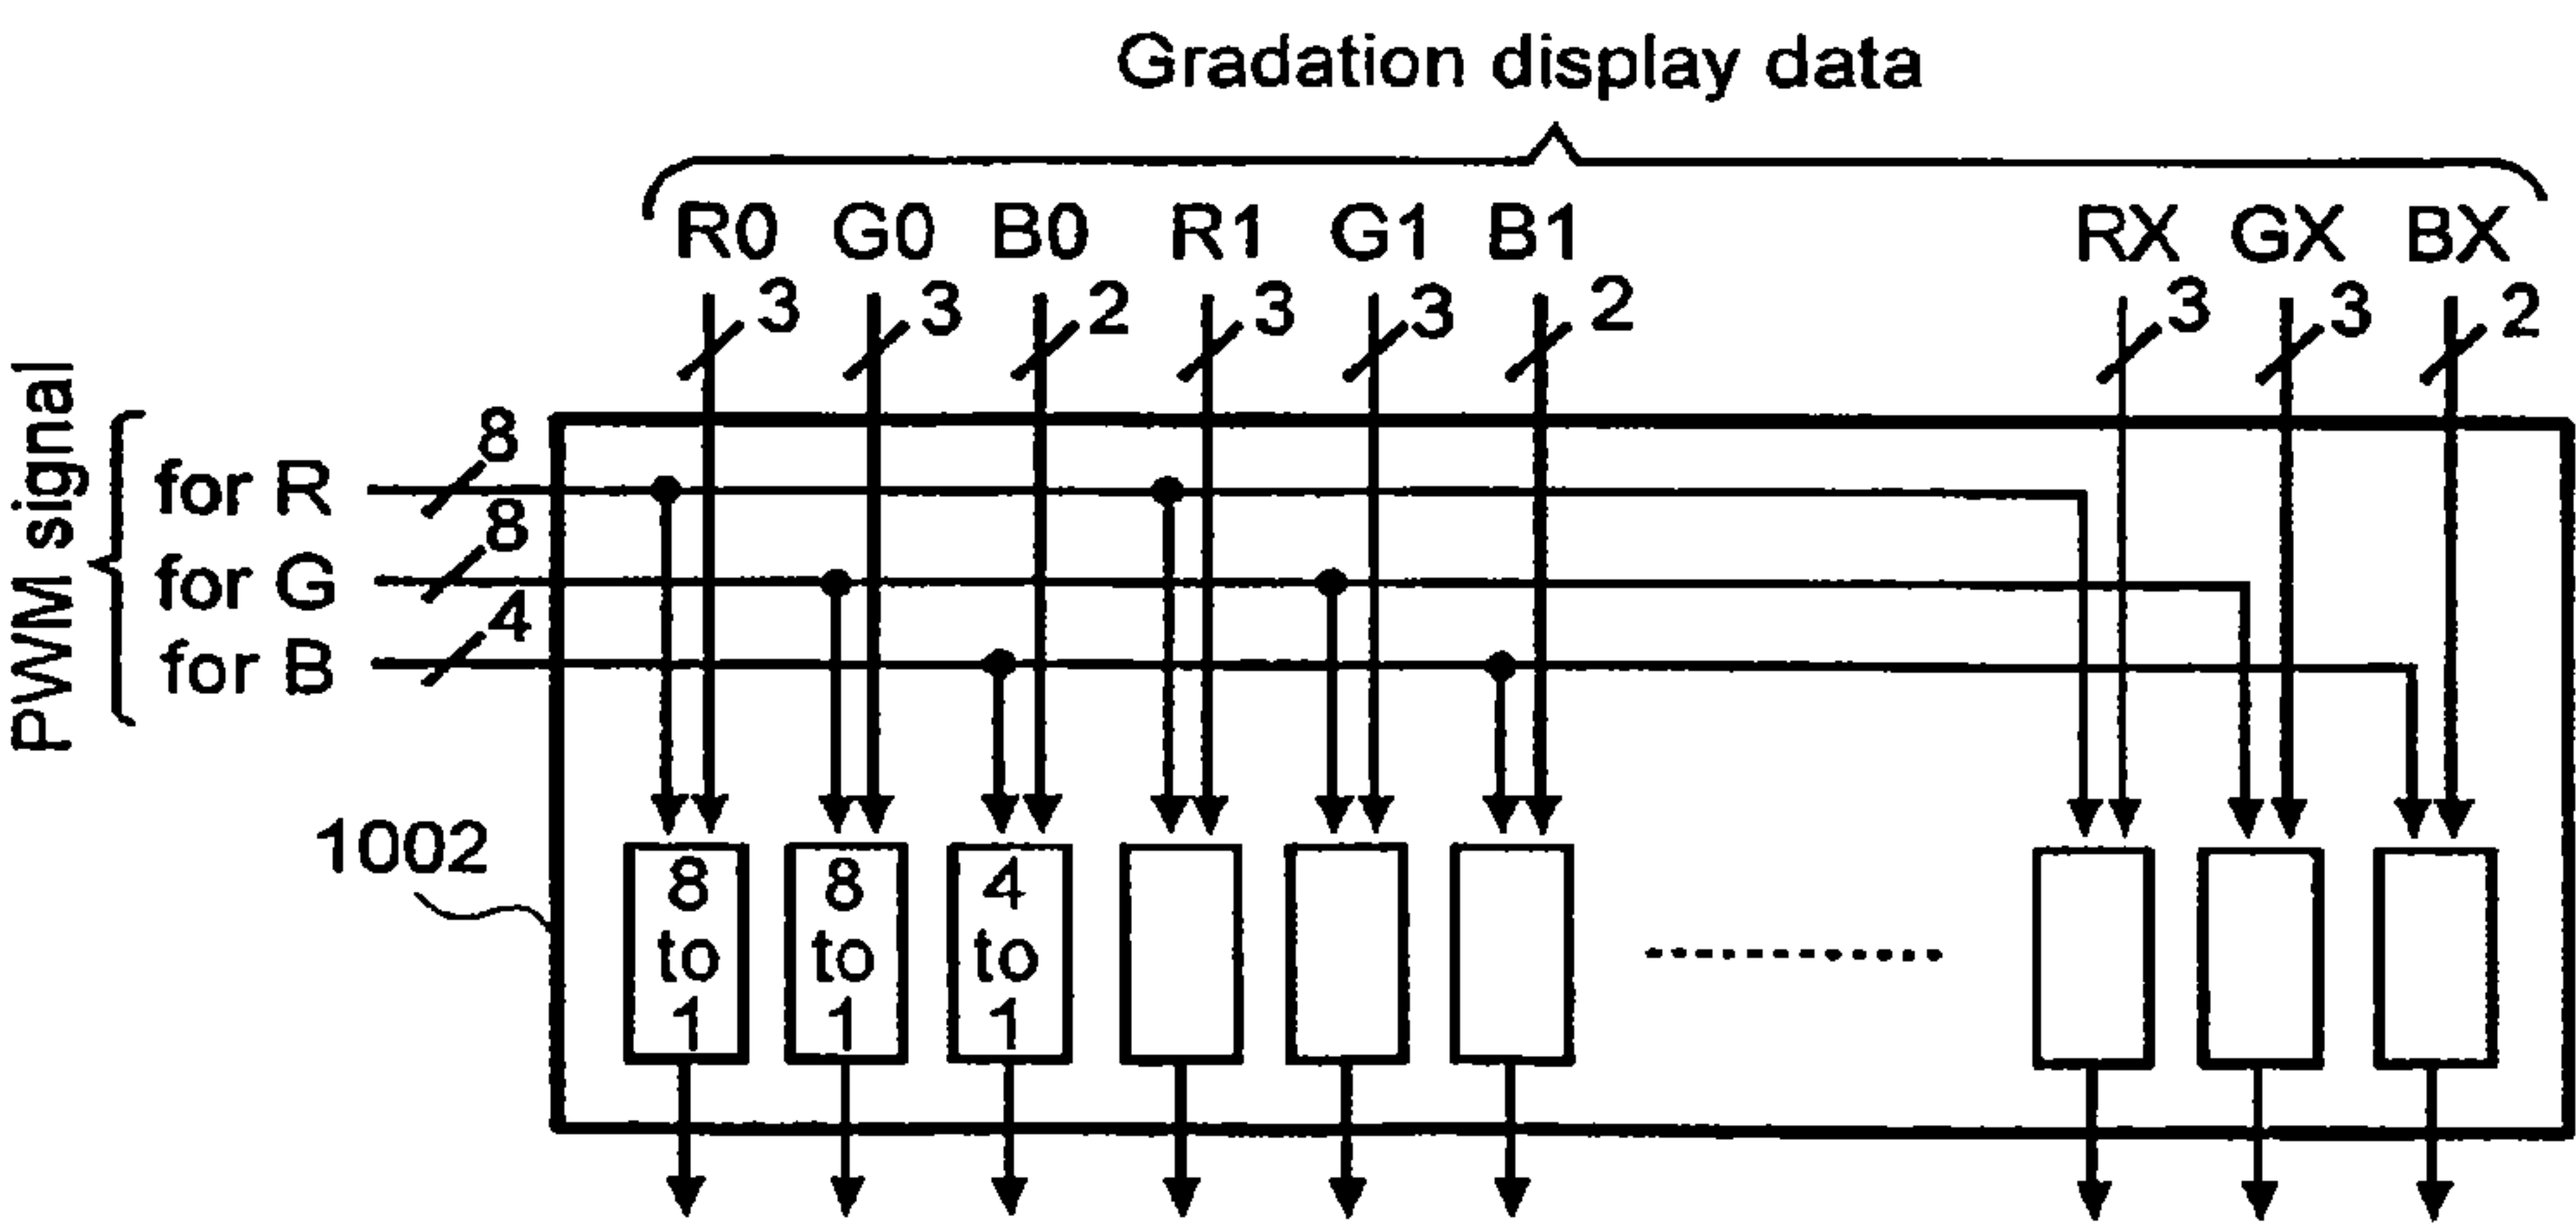 Gradation display data
R0 G0 B0 R1 G1 B1 RX GX BX
3 3 2 3 3 2 3 3 2
PWM signal
for R 8
for G 8
for B 4
1002
8 to 1
8 to 1
4 to 1